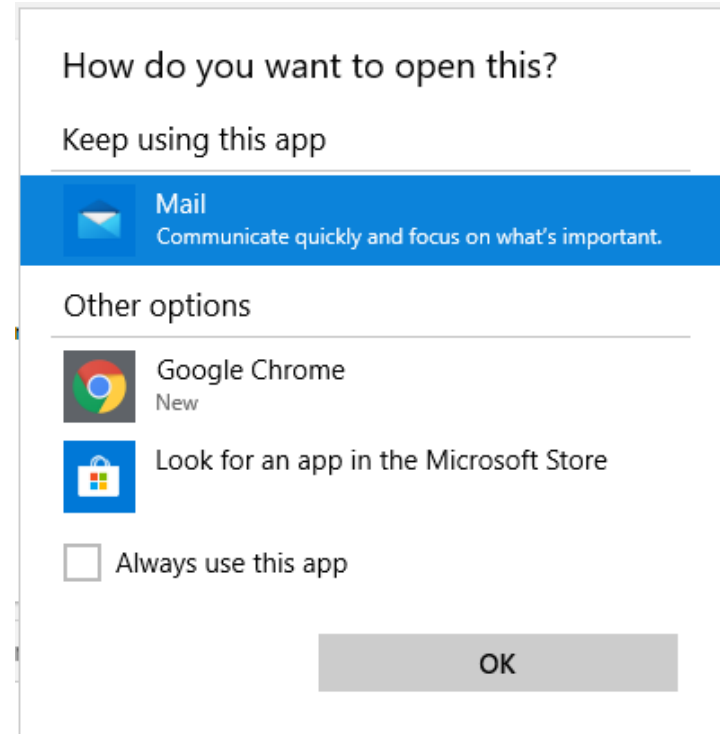 How do you want to open this?
Keep using this app
Mail
Communicate quickly and focus on what's important.
Other options
Google Chrome
New
Look for an app in the Microsoft Store
Always use this app
OK